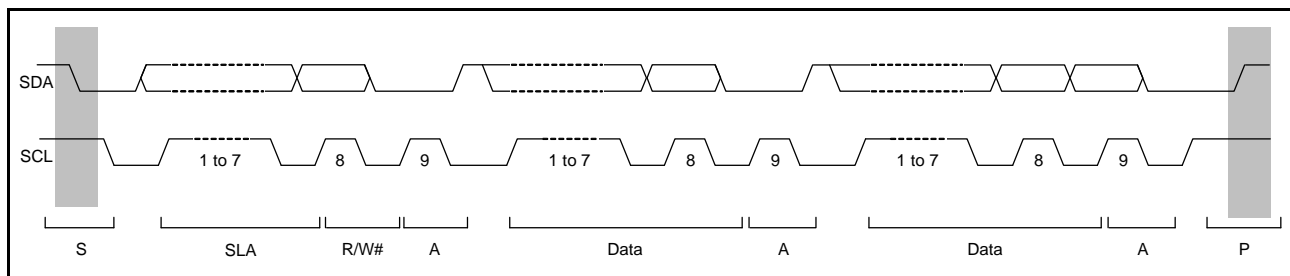 SDA
SCL
1 to 7 8 9 1 to 7 8 9 1 to 7 8 9
S SLA R/W# A Data A Data A P